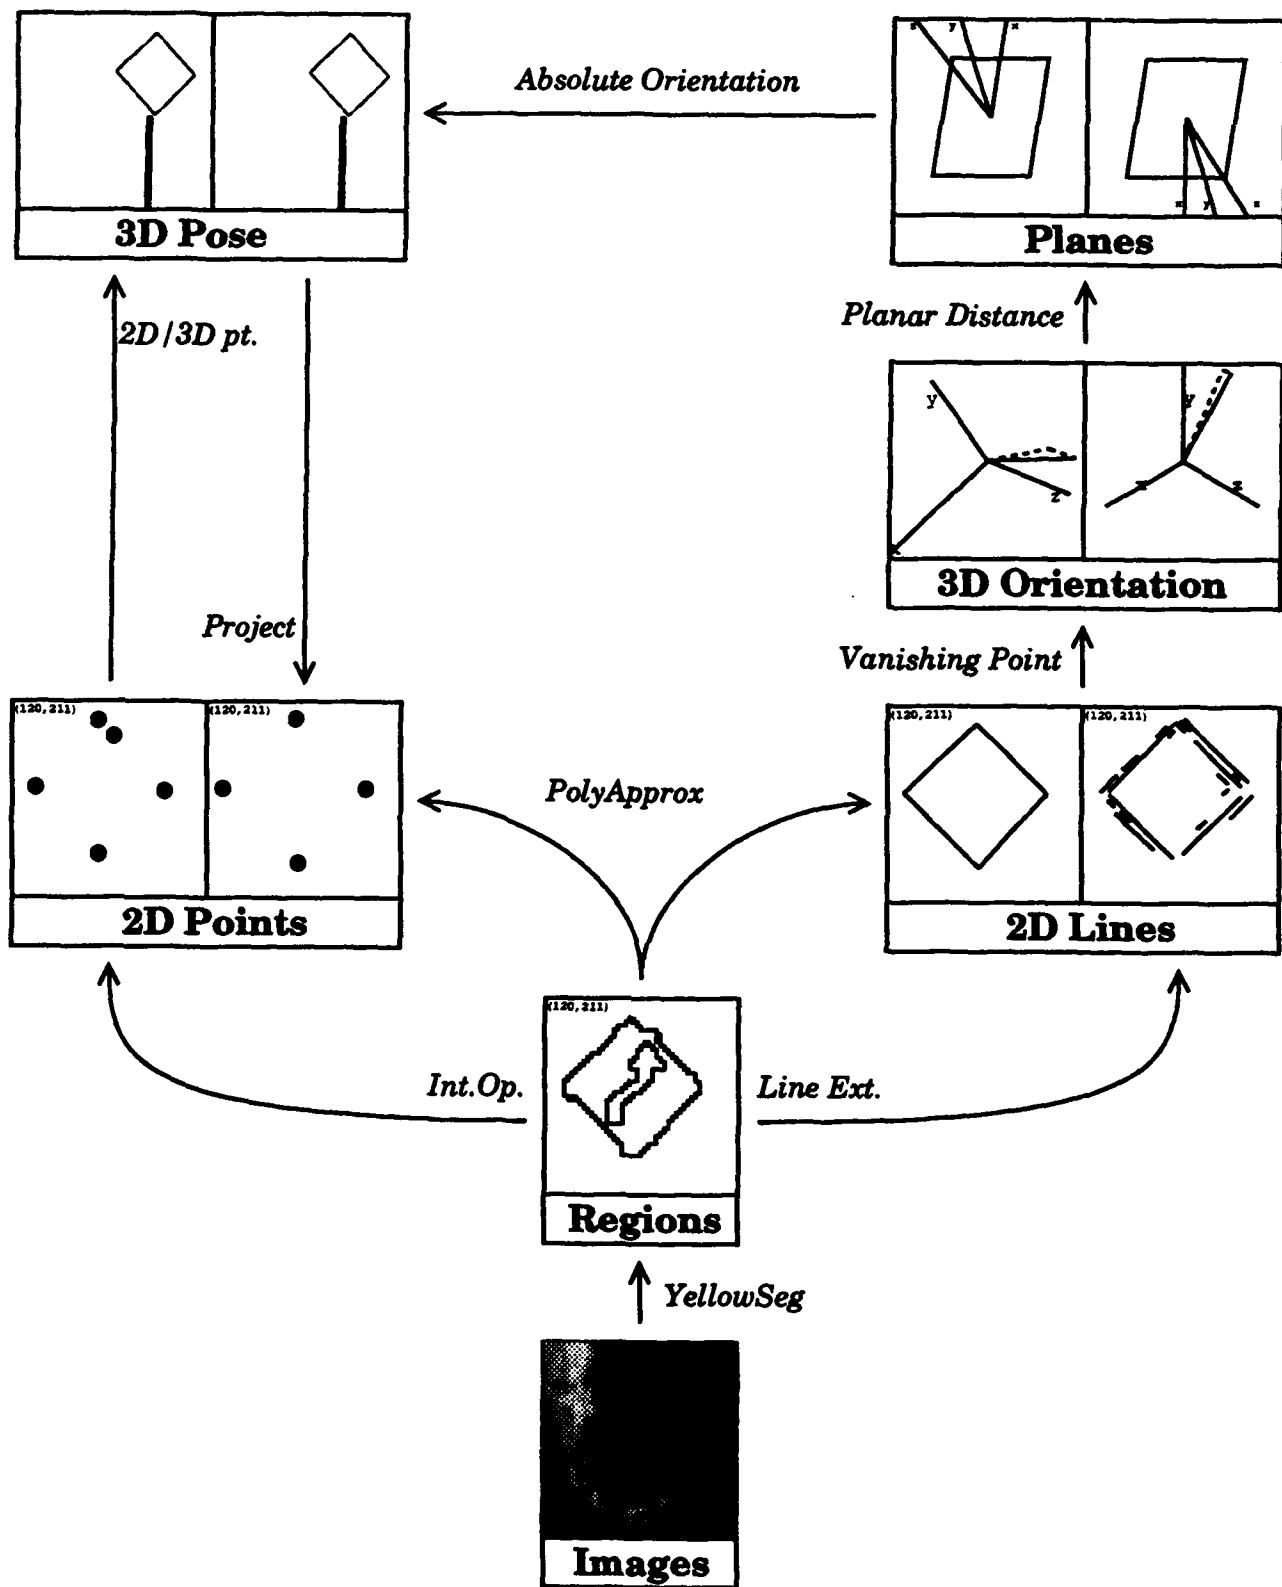 Absolute Orientation
s y x
x y x
3D Pose
Planes
2D/3D pt.
Planar Distance
y
z
y
x
z
x
3D Orientation
Project
Vanishing Point
(120,211)
(120,211)
(120,211)
(120,211)
PolyApprox
2D Points
2D Lines
(120,211)
Int.Op.
Line Ext.
Regions
YellowSeg
Images